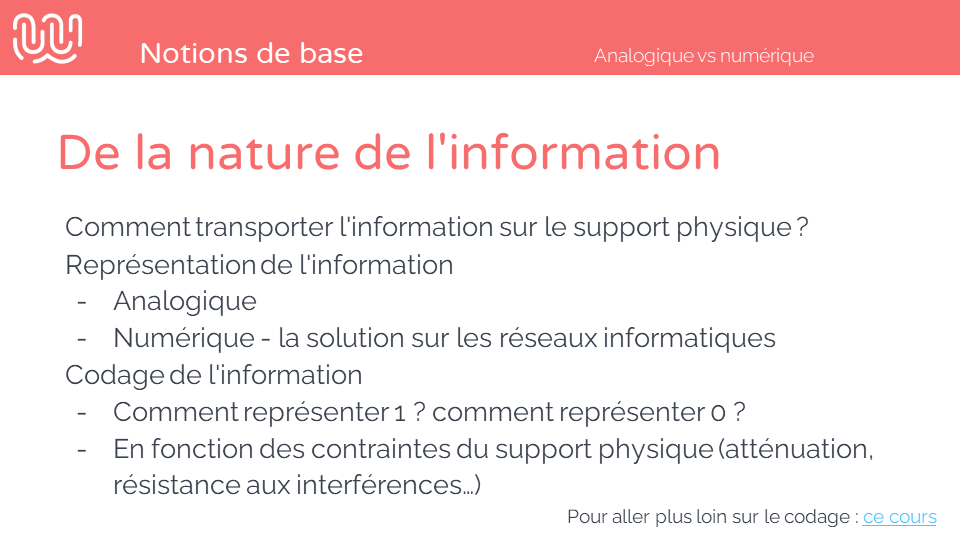 Notions de base
Analogique vs numérique
De la nature de l'information
Comment transporter l'information sur le support physique ?
Représentation de l'information
- Analogique
- Numérique - la solution sur les réseaux informatiques
Codage de l'information
- Comment représenter 1 ? comment représenter 0 ?
- En fonction des contraintes du support physique (atténuation,
résistance aux interférences…)
Pour aller plus loin sur le codage : ce cours